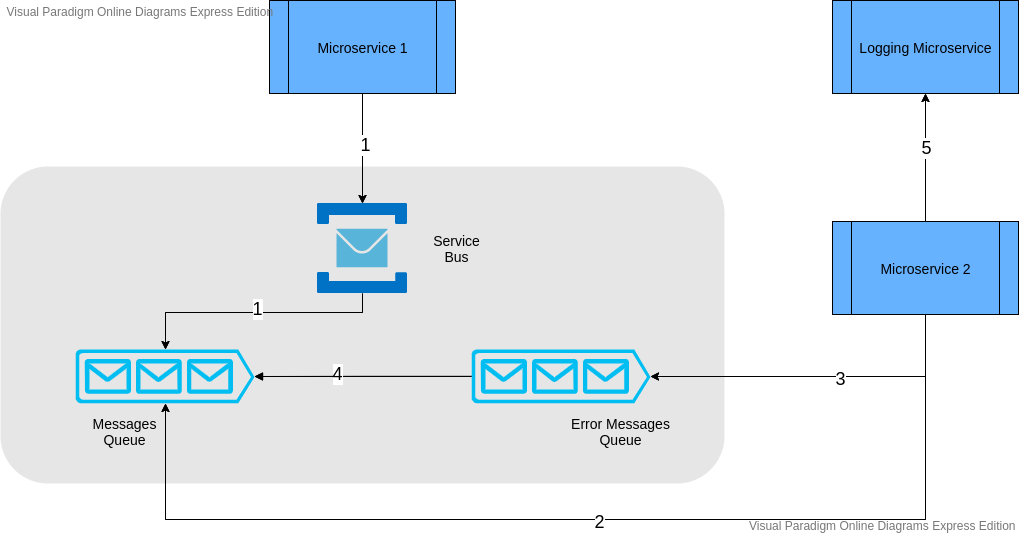 Visual Paradigm Online Diagrams Express Edition
Microservice 1
Logging Microservice
1
5
Service
Bus
Microservice 2
1
4
3
Messages
Queue
Error Messages
Queue
2
Visual Paradigm Online Diagrams Express Edition